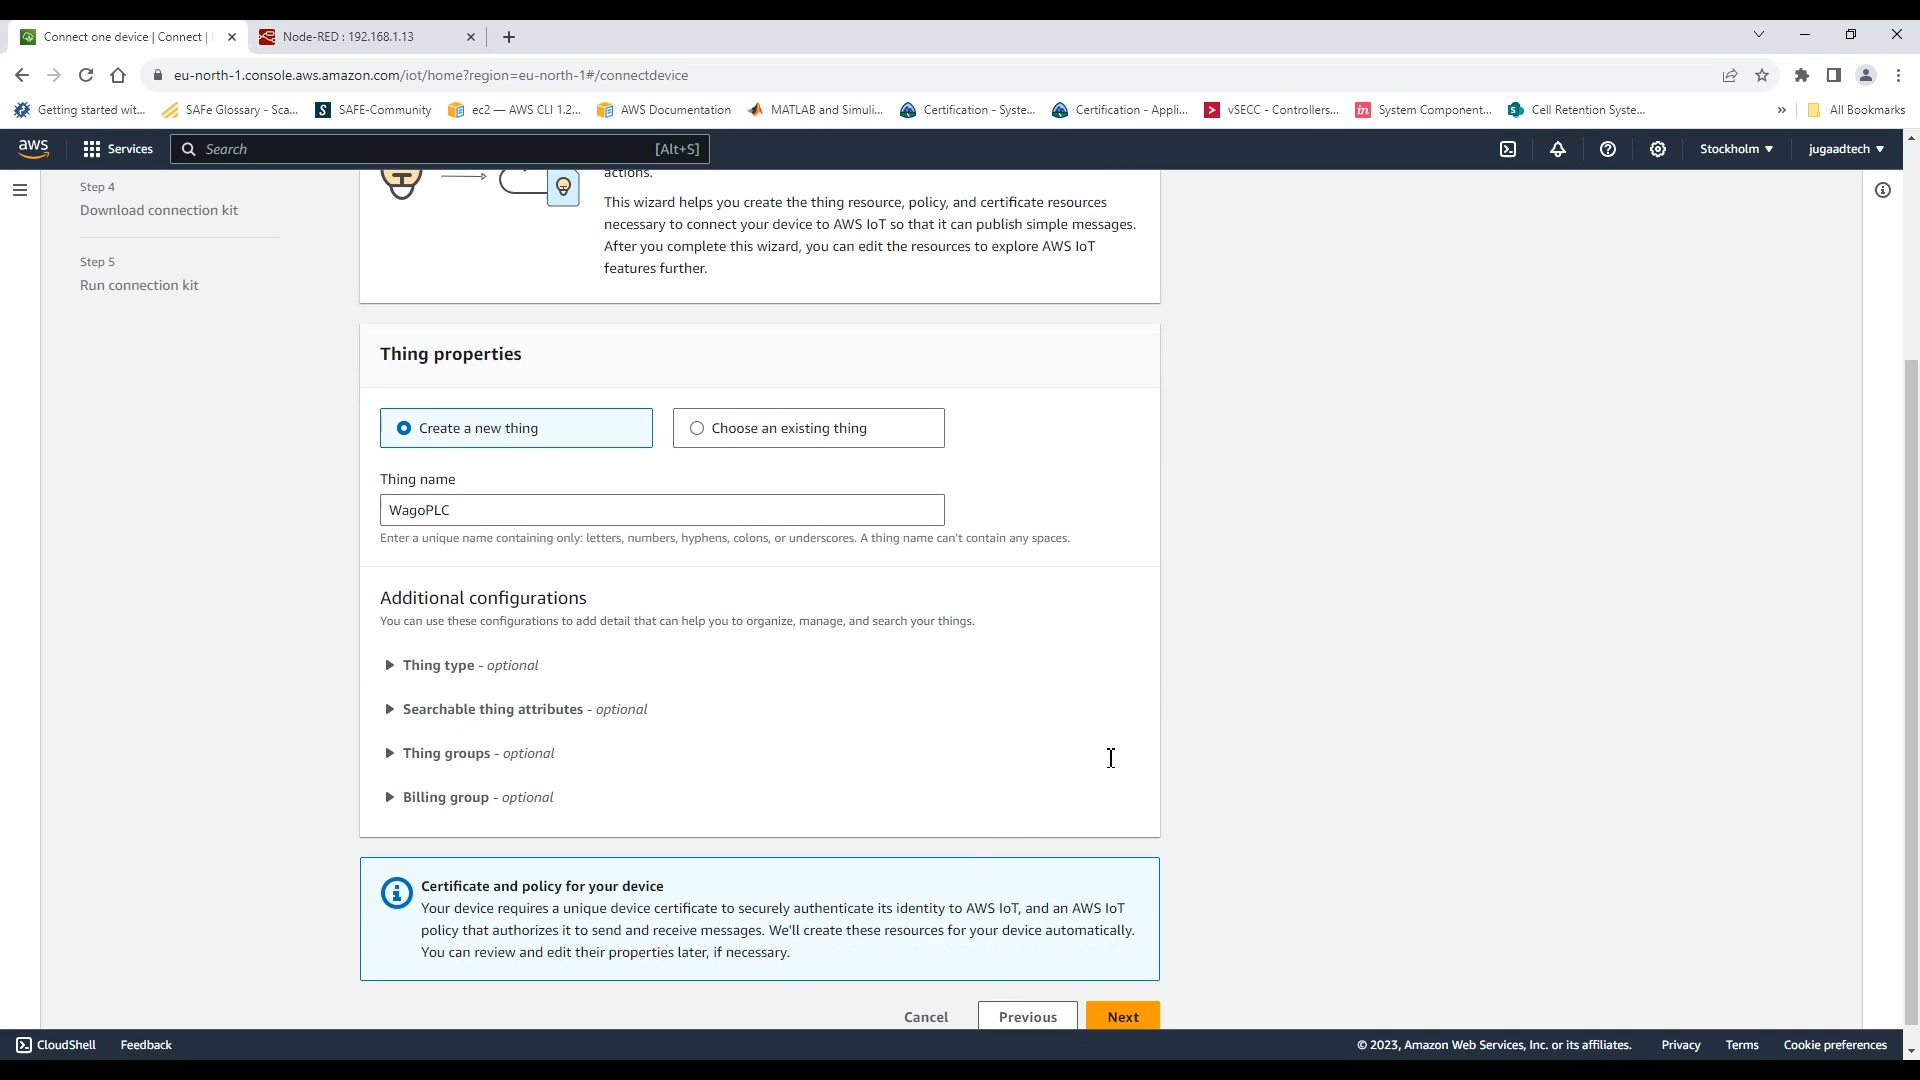 Connect one device | Connect |
Node-RED : 192.168.1.13
eu-north-1.console.aws.amazon.com/iot/home?region=eu-north-1#/connectdevice
Getting started wit...
SAFe Glossary - Sca...
SAFE-Community
ec2 — AWS CLI 1.2...
AWS Documentation
MATLAB and Simuli...
Certification - Syste...
Certification - Appli...
vSECC - Controllers...
System Component...
Cell Retention Syste...
»
All Bookmarks
aws
Services
Search
[Alt+S]
Stockholm
jugaadtech
Step 4
Download connection kit
Step 5
Run connection kit
actions.
This wizard helps you create the thing resource, policy, and certificate resources
necessary to connect your device to AWS IoT so that it can publish simple messages.
After you complete this wizard, you can edit the resources to explore AWS IoT
features further.
Thing properties
Create a new thing
Choose an existing thing
Thing name
WagoPLC
Enter a unique name containing only: letters, numbers, hyphens, colons, or underscores. A thing name can't contain any spaces.
Additional configurations
You can use these configurations to add detail that can help you to organize, manage, and search your things.
Thing type - optional
Searchable thing attributes - optional
Thing groups - optional
Billing group - optional
Certificate and policy for your device
Your device requires a unique device certificate to securely authenticate its identity to AWS IoT, and an AWS IoT
policy that authorizes it to send and receive messages. We'll create these resources for your device automatically.
You can review and edit their properties later, if necessary.
Cancel
Previous
Next
CloudShell
Feedback
© 2023, Amazon Web Services, Inc. or its affiliates.
Privacy
Terms
Cookie preferences